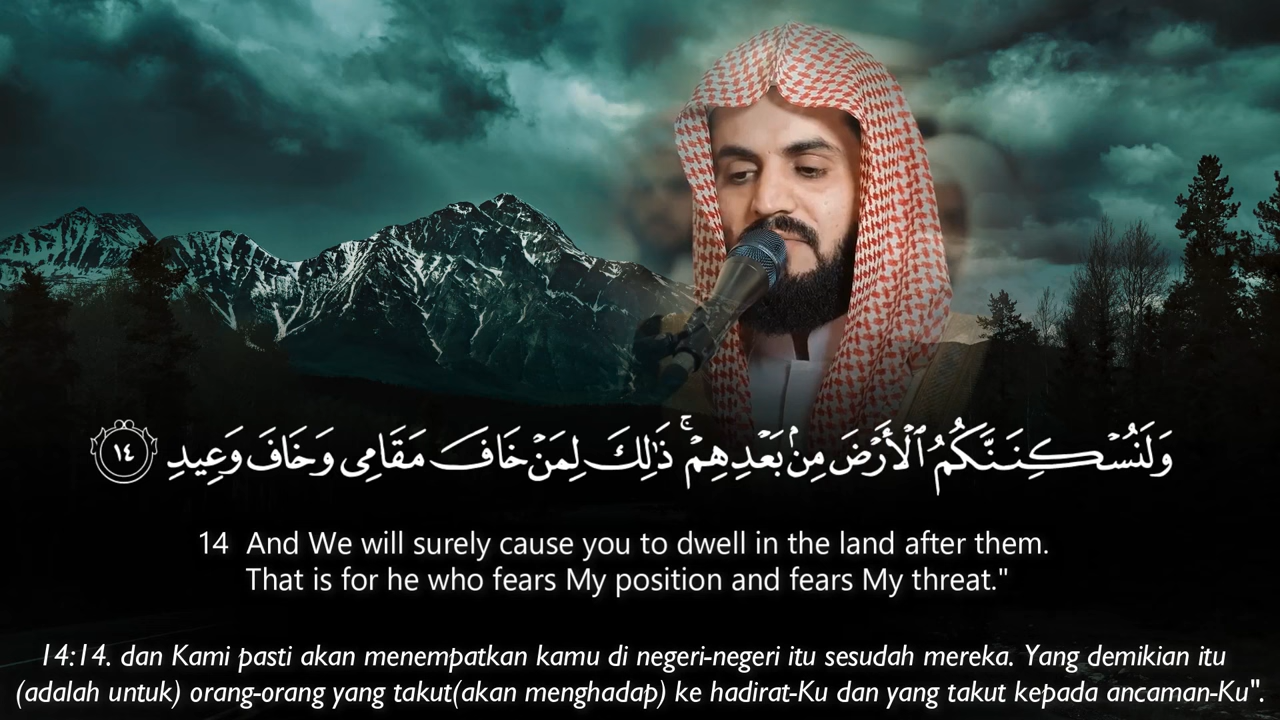 وَلَنُسْكِنَنَّكُمُ ٱلْأَرْضَ مِنۢ بَعْدِهِمْ ۚ ذَٰلِكَ لِمَنْ خَافَ مَقَامِى وَخَافَ وَعِيدِ ١٤
14 And We will surely cause you to dwell in the land after them.
That is for he who fears My position and fears My threat."
14:14. dan Kami pasti akan menempatkan kamu di negeri-negeri itu sesudah mereka. Yang demikian itu
(adalah untuk) orang-orang yang takut(akan menghadap) ke hadirat-Ku dan yang takut kepada ancaman-Ku".